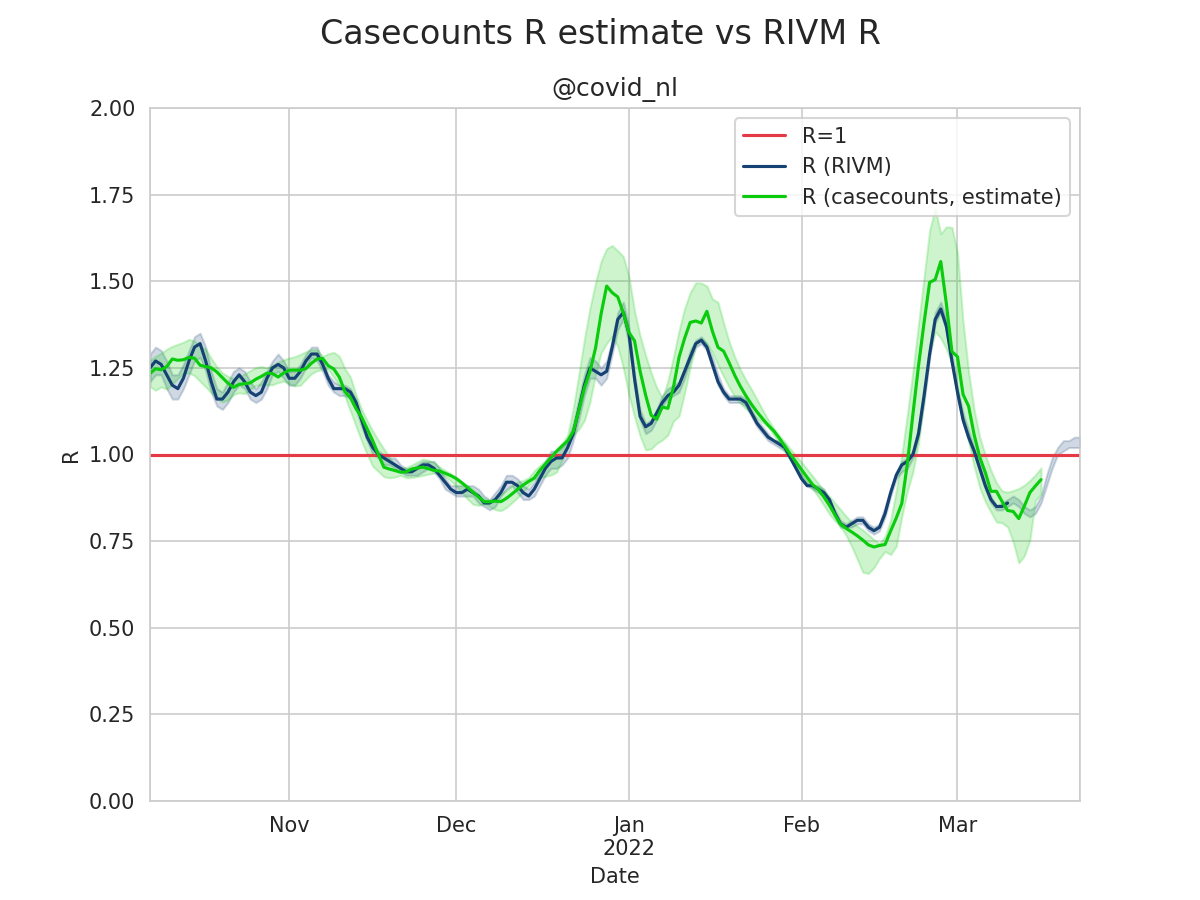 Casecounts R estimate vs RIVM R
@covid_nl
R=1
R (RIVM)
R (casecounts, estimate)
2.00
1.75
1.50
1.25
1.00
0.75
0.50
0.25
0.00
R
Nov
Dec
Jan
2022
Feb
Mar
Date